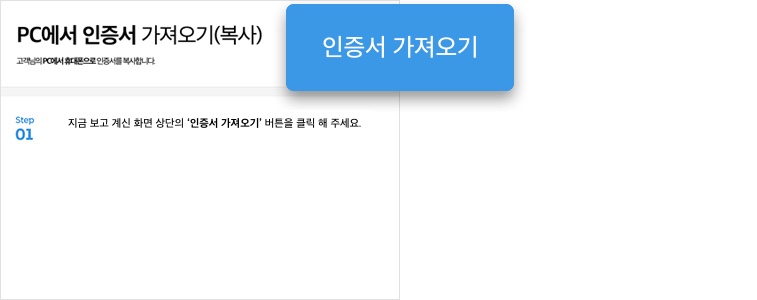 PC에서 인증서 가져오기(복사)
인증서 가져오기
고객님의 PC에서 휴대폰으로 인증서를 복사합니다.
Step
01
지금 보고 계신 화면 상단의 ‘인증서 가져오기’ 버튼을 클릭 해 주세요.